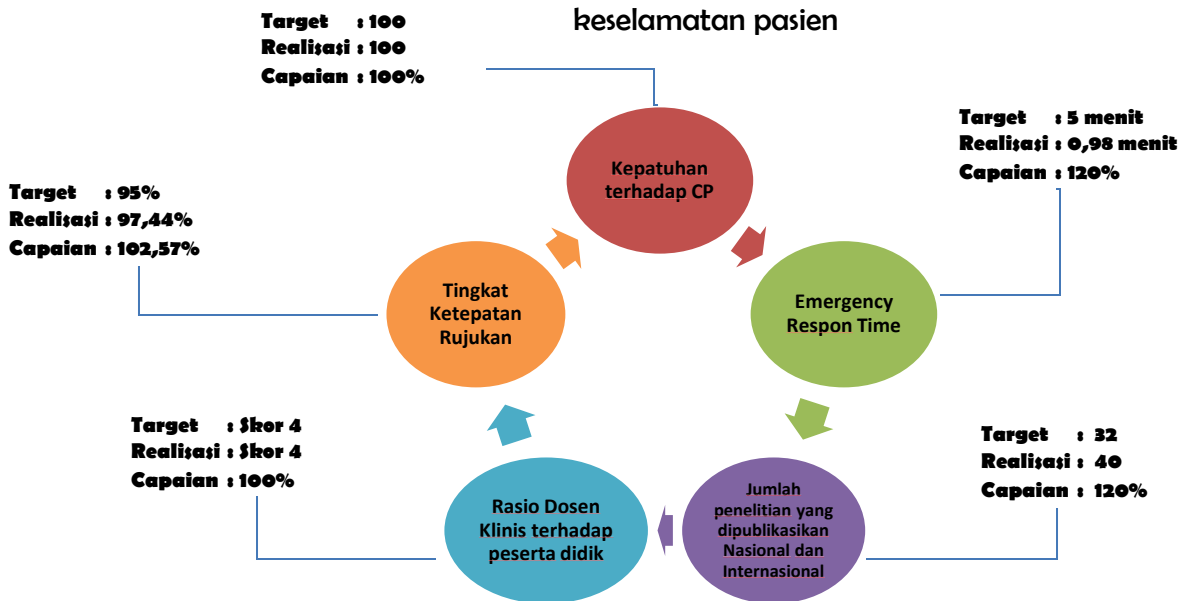 keselamatan pasien
Target : 100
Realisasi : 100
Capaian : 100%
Kepatuhan
terhadap CP
Target : 5 menit
Realisasi : 0,98 menit
Capaian : 120%
Emergency
Respon Time
Target : 32
Realisasi : 40
Capaian : 120%
Jumlah
penelitian yang
dipublikasikan
Nasional dan
Internasional
Target : Skor 4
Realisasi : Skor 4
Capaian : 100%
Rasio Dosen
Klinis terhadap
peserta didik
Target : 95%
Realisasi : 97,44%
Capaian : 102,57%
Tingkat
Ketepatan
Rujukan